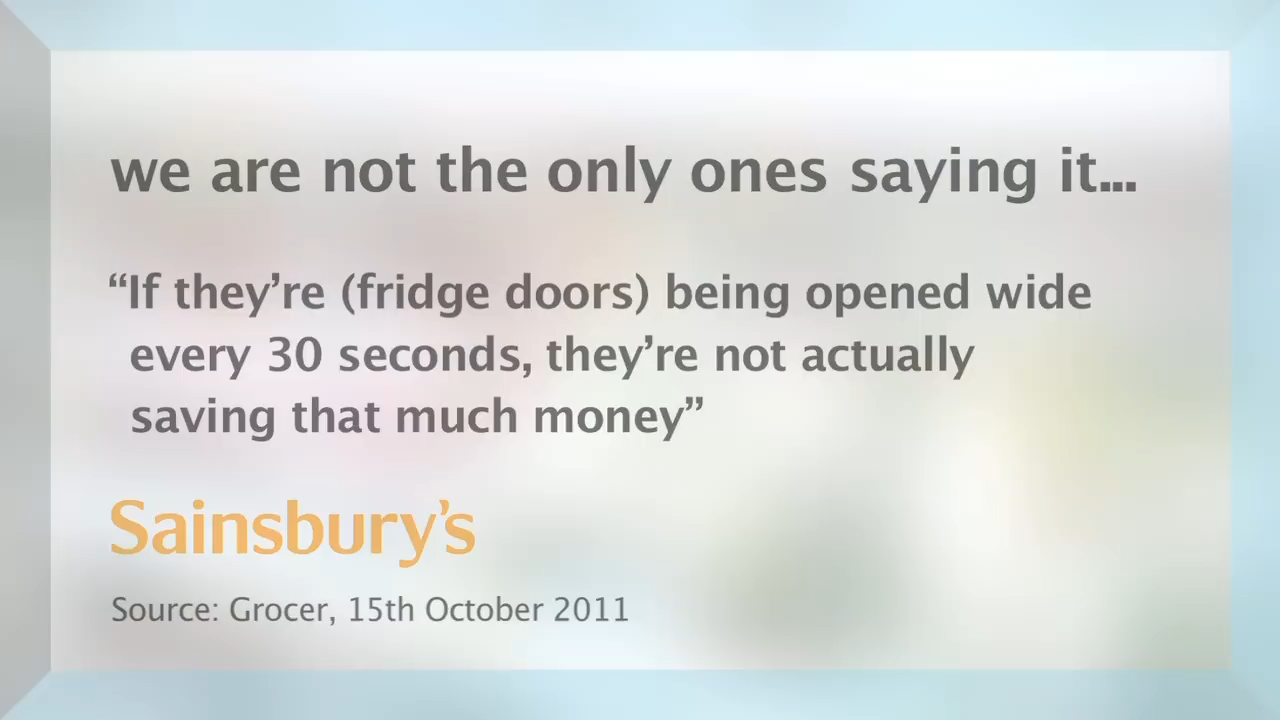 we are not the only ones saying it...
“If they’re (fridge doors) being opened wide
every 30 seconds, they’re not actually
saving that much money”
Sainsbury’s
Source: Grocer, 15th October 2011